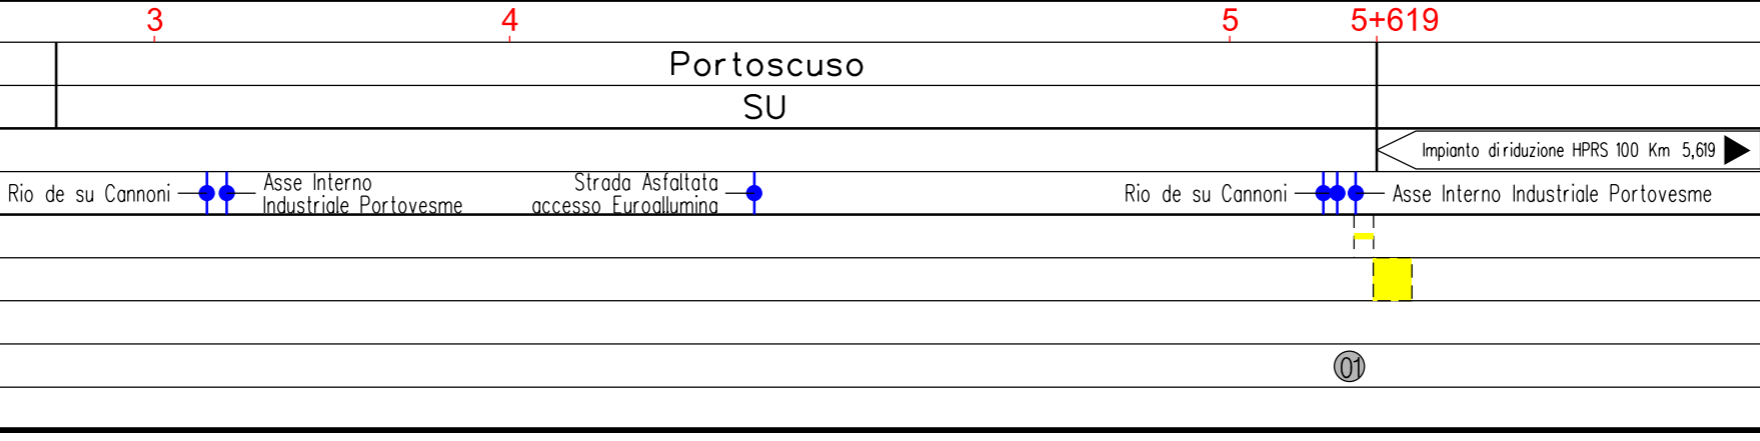 3 4 5 5+619
Portoscuso
SU
Impianto di riduzione HPRS 100 Km 5,619
Rio de su Cannoni
Asse Interno
Industriale Portovesme
Strada Asfaltata
accesso Euroallumina
Rio de su Cannoni
Asse Interno Industriale Portovesme
01